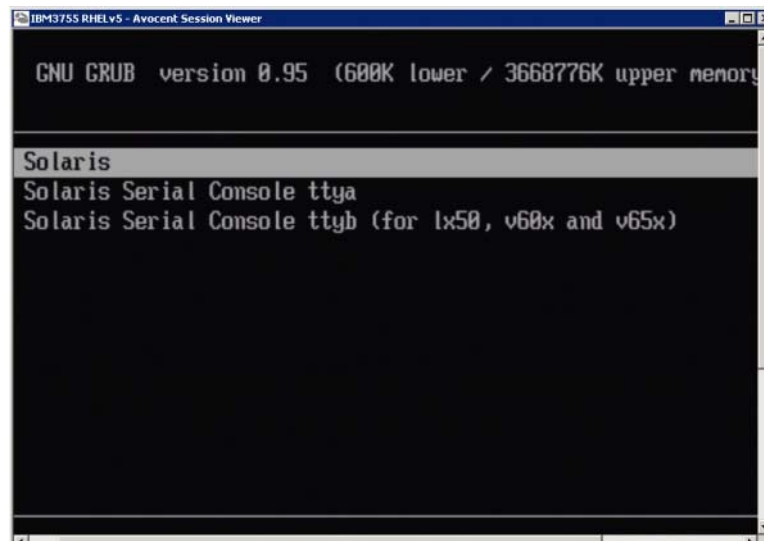 IBM3755 RHELv5 - Avocent Session Viewer
GNU GRUB version 0.95 (600K lower / 3668776K upper memory
Solaris
Solaris Serial Console ttya
Solaris Serial Console ttyb (for lx50, v60x and v65x)